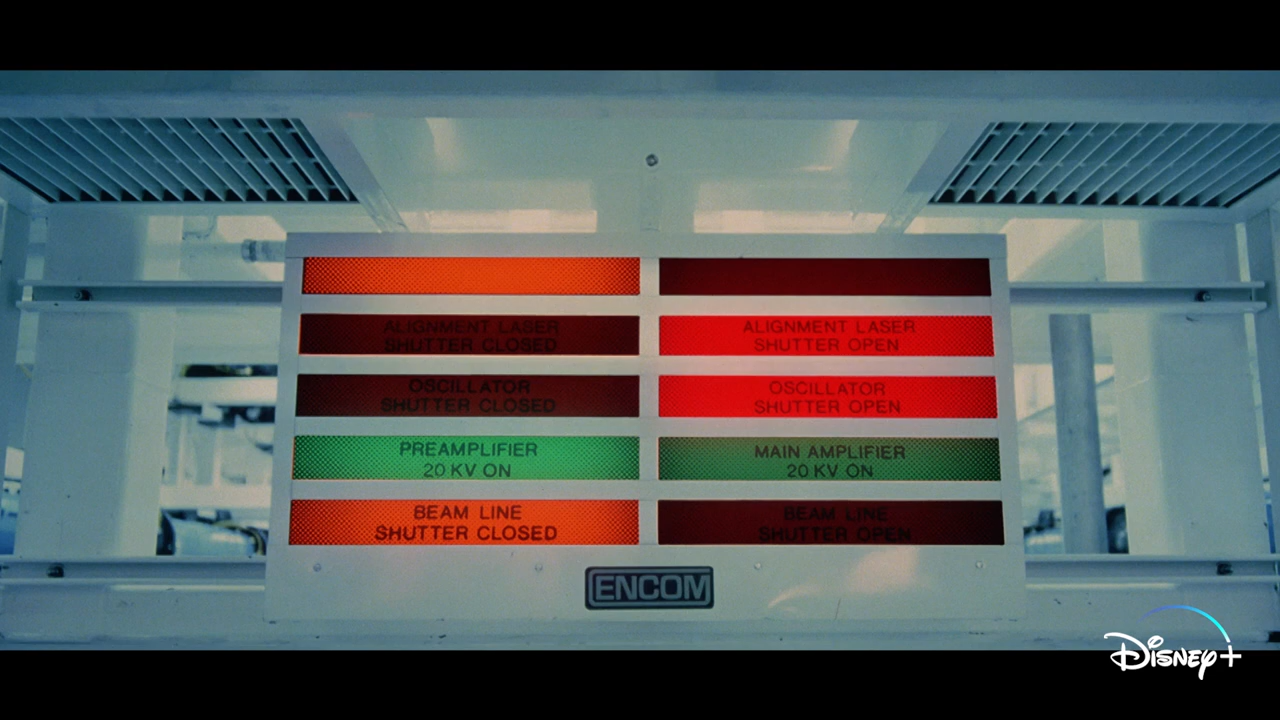 ALIGNMENT LASER
SHUTTER CLOSED
ALIGNMENT LASER
SHUTTER OPEN
OSCILLATOR
SHUTTER CLOSED
OSCILLATOR
SHUTTER OPEN
PREAMPLIFIER
20 KV ON
MAIN AMPLIFIER
20 KV ON
BEAM LINE
SHUTTER CLOSED
BEAM LINE
SHUTTER OPEN
ENCOM
Disney+